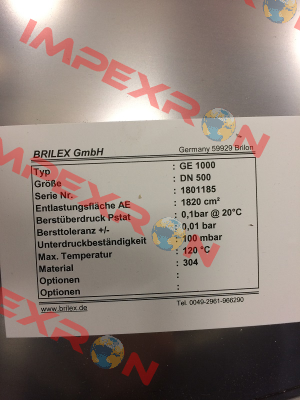 IMPEXRON
BRILEX GmbH
Germany 59929 Brilon
Typ : GE 1000
Größe : DN 500
Serie Nr. : 1801185
Entlastungsfläche AE : 1820 cm²
Berstüberdruck Pstat : 0,1bar @ 20°C
Bersttoleranz +/- : 0,01 bar
Unterdruckbeständigkeit : 100 mbar
Max. Temperatur : 120 °C
Material : 304
Optionen :
Optionen :
www.brilex.de
Tel. 0049-2961-966290